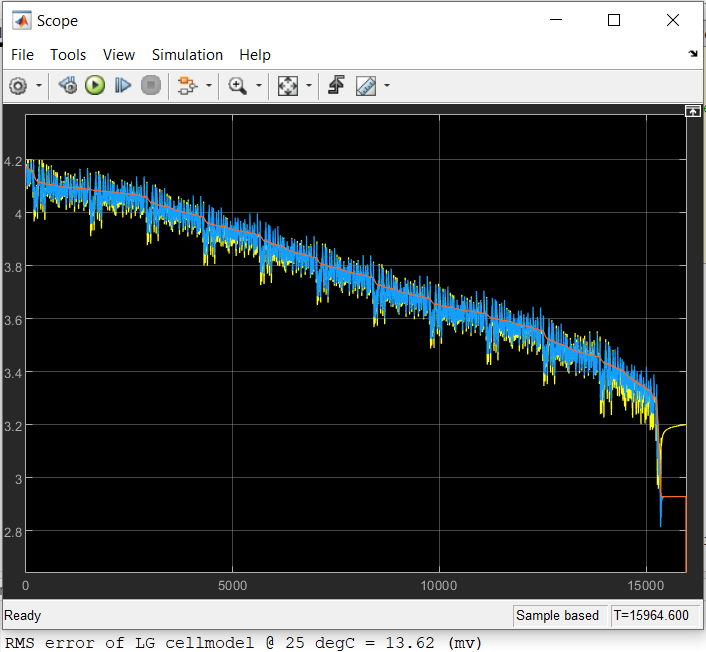 Scope
File Tools View Simulation Help
4.2
4
3.8
3.6
3.4
3.2
3
2.8
0 5000 10000 15000
Ready Sample based T=15964.600
RMS error of LG cellmodel @ 25 degC = 13.62 (mv)